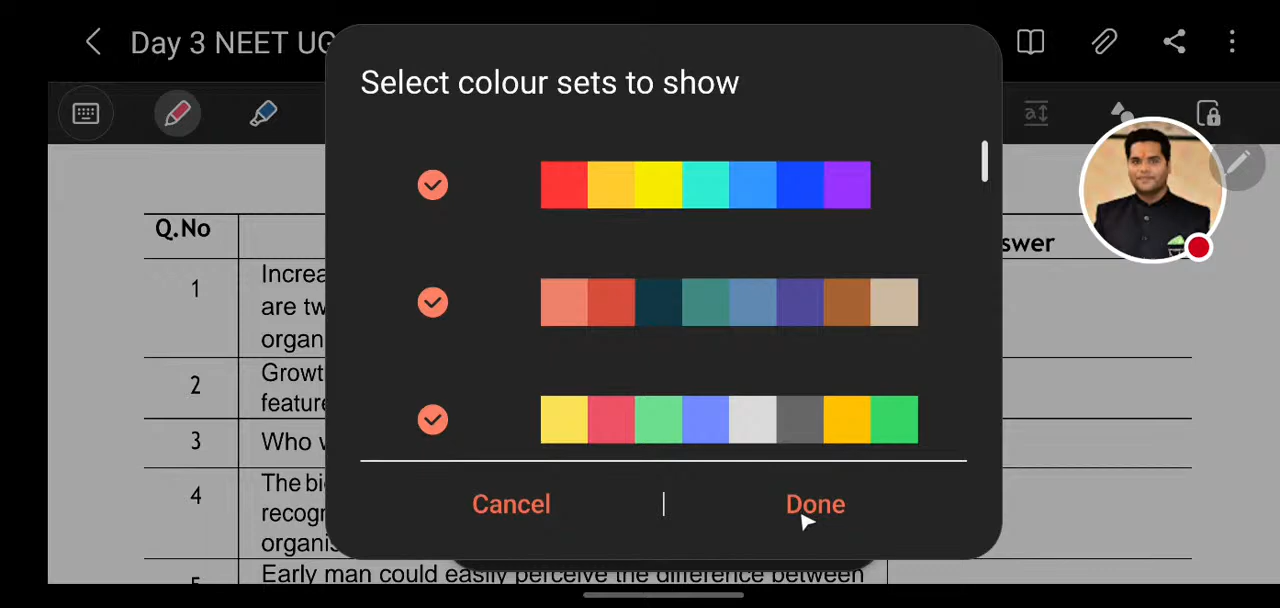 Day 3 NEET UG
Select colour sets to show
Q.No
swer
1
Increa
are tw
organ
2
Growt
feature
3
Who v
4
The bi
recogn
organis
Cancel
Done
5
Early man could easily perceive the difference between